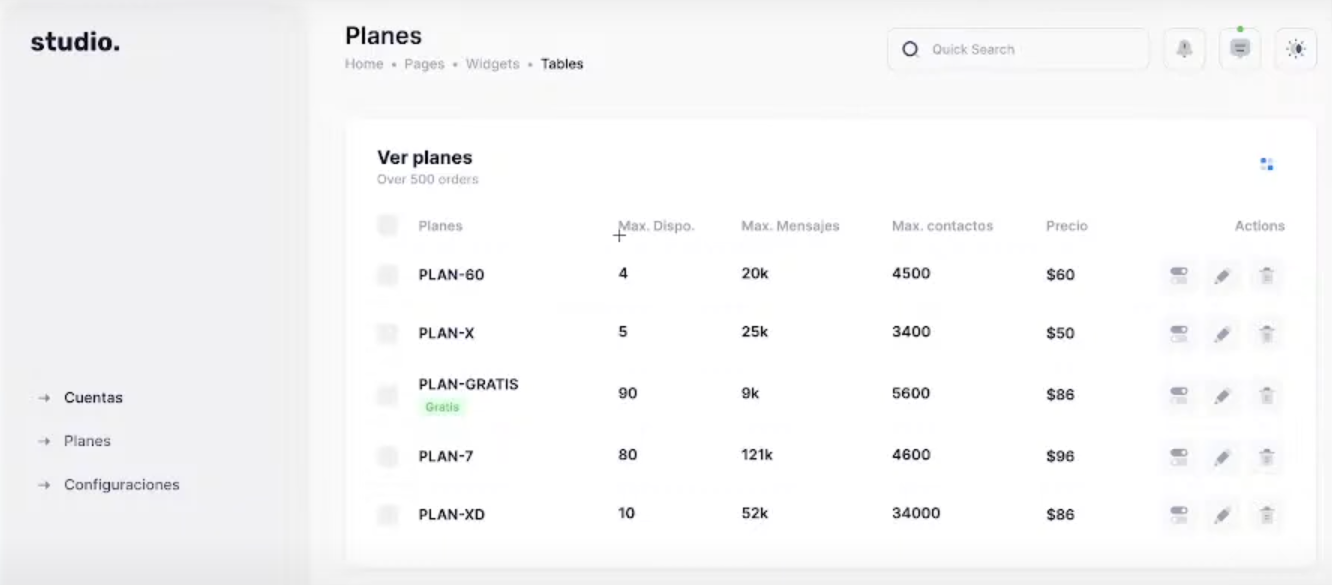 studio.
Planes
Home • Pages • Widgets • Tables
Quick Search
Ver planes
Over 500 orders
Planes Max. Dispo. Max. Mensajes Max. contactos Precio Actions
PLAN-60 4 20k 4500 $60
PLAN-X 5 25k 3400 $50
PLAN-GRATIS 90 9k 5600 $86
Gratis
PLAN-7 80 121k 4600 $96
PLAN-XD 10 52k 34000 $86
Cuentas
Planes
Configuraciones